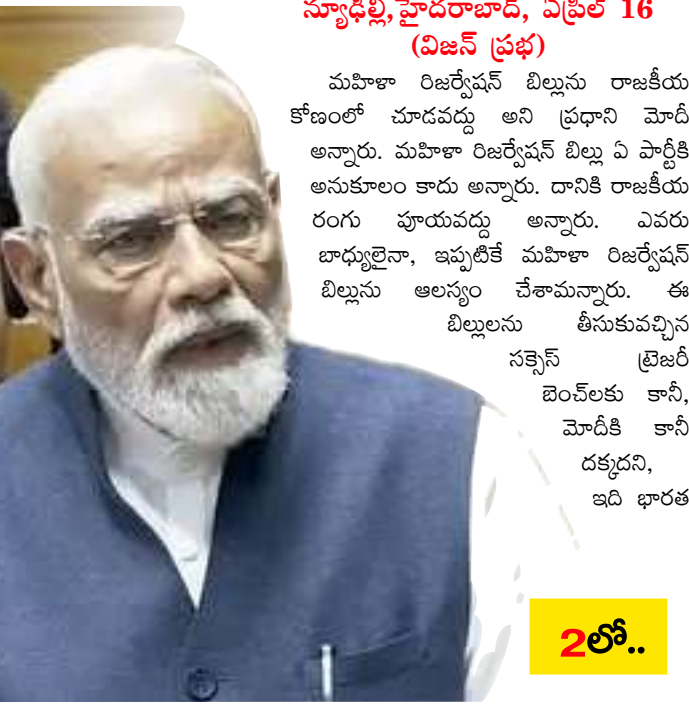 న్యూఢిల్లీ,హైదరాబాద్, ఏప్రిల్ 16
(విజన్ ప్రభ)
మహిళా రిజర్వేషన్ బిల్లును రాజకీయ
కోణంలో చూడవద్దు అని ప్రధాని మోదీ
అన్నారు. మహిళా రిజర్వేషన్ బిల్లు ఏ పార్టీకి
అనుకూలం కాదు అన్నారు. దానికి రాజకీయ
రంగు పూయవద్దు అన్నారు. ఎవరు
బాధ్యులైనా, ఇప్పటికే మహిళా రిజర్వేషన్
బిల్లును ఆలస్యం చేశామన్నారు. ఈ
బిల్లులను తీసుకువచ్చిన
సక్సెస్ ట్రెజరీ
బెంచ్‌లకు కానీ,
మోదీకి కానీ
దక్కదని,
ఇది భారత
2లో..